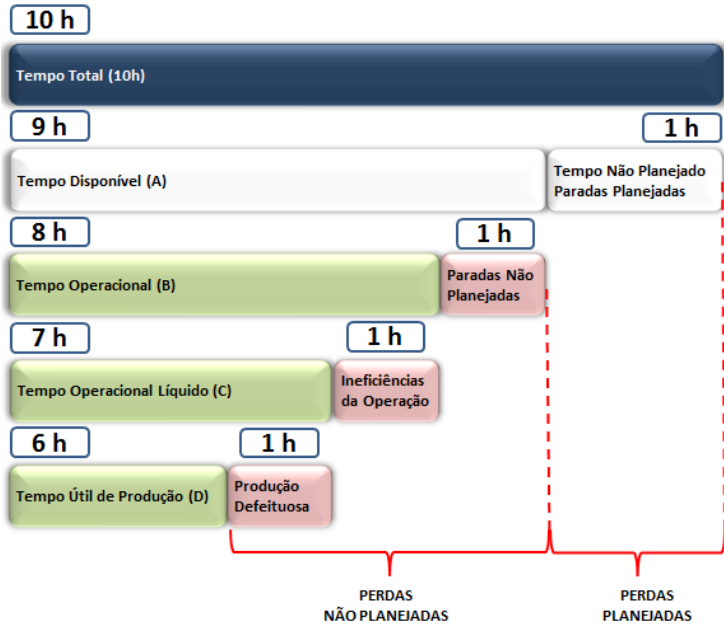 10 h
Tempo Total (10h)
9 h
1 h
Tempo Disponível (A)
Tempo Não Planejado
Paradas Planejadas
8 h
1 h
Tempo Operacional (B)
Paradas Não
Planejadas
7 h
1 h
Tempo Operacional Líquido (C)
Ineficiências
da Operação
6 h
1 h
Tempo Útil de Produção (D)
Produção
Defeituosa
PERDAS
NÃO PLANEJADAS
PERDAS
PLANEJADAS